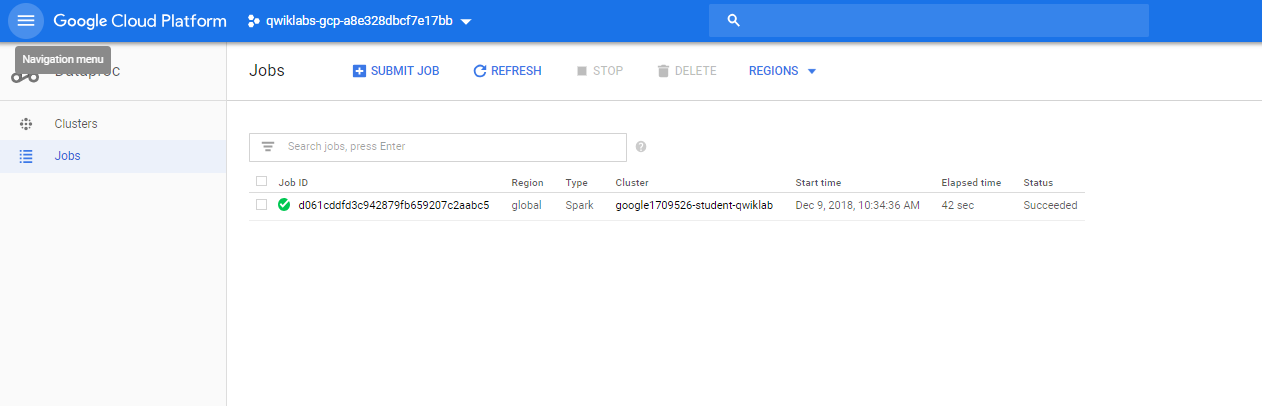 Google Cloud Platform qwiklabs-gcp-a8e328dbcf7e17bb
Navigation menu
Dataproc
Clusters
Jobs
Jobs SUBMIT JOB REFRESH STOP DELETE REGIONS
Search jobs, press Enter
Job ID Region Type Cluster Start time Elapsed time Status
d061cddfd3c942879fb659207c2aabc5 global Spark google1709526-student-qwiklab Dec 9, 2018, 10:34:36 AM 42 sec Succeeded